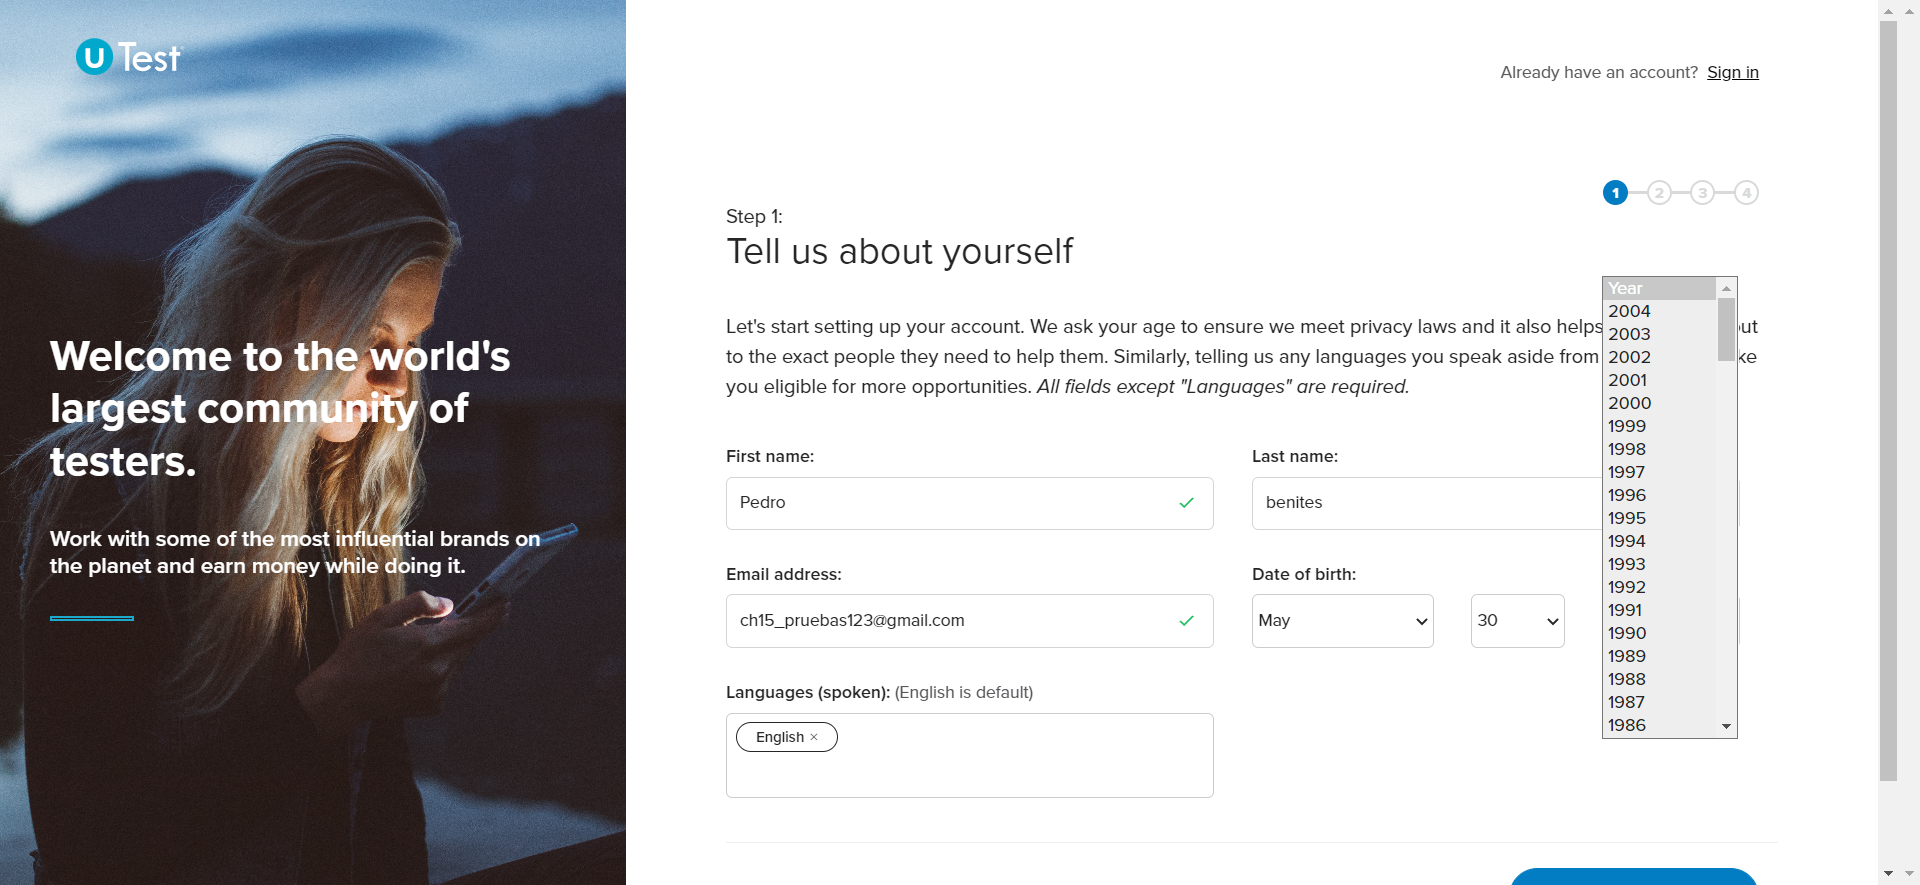 U Test
Welcome to the world's
largest community of
testers.
Work with some of the most influential brands on
the planet and earn money while doing it.
Already have an account? Sign in
1 2 3 4
Step 1:
Tell us about yourself
Let's start setting up your account. We ask your age to ensure we meet privacy laws and it also helps
to the exact people they need to help them. Similarly, telling us any languages you speak aside from
you eligible for more opportunities. All fields except "Languages" are required.
First name:
Pedro
Last name:
benites
Email address:
ch15_pruebas123@gmail.com
Date of birth:
May
30
Year
2004
2003
2002
2001
2000
1999
1998
1997
1996
1995
1994
1993
1992
1991
1990
1989
1988
1987
1986
Languages (spoken): (English is default)
English ×